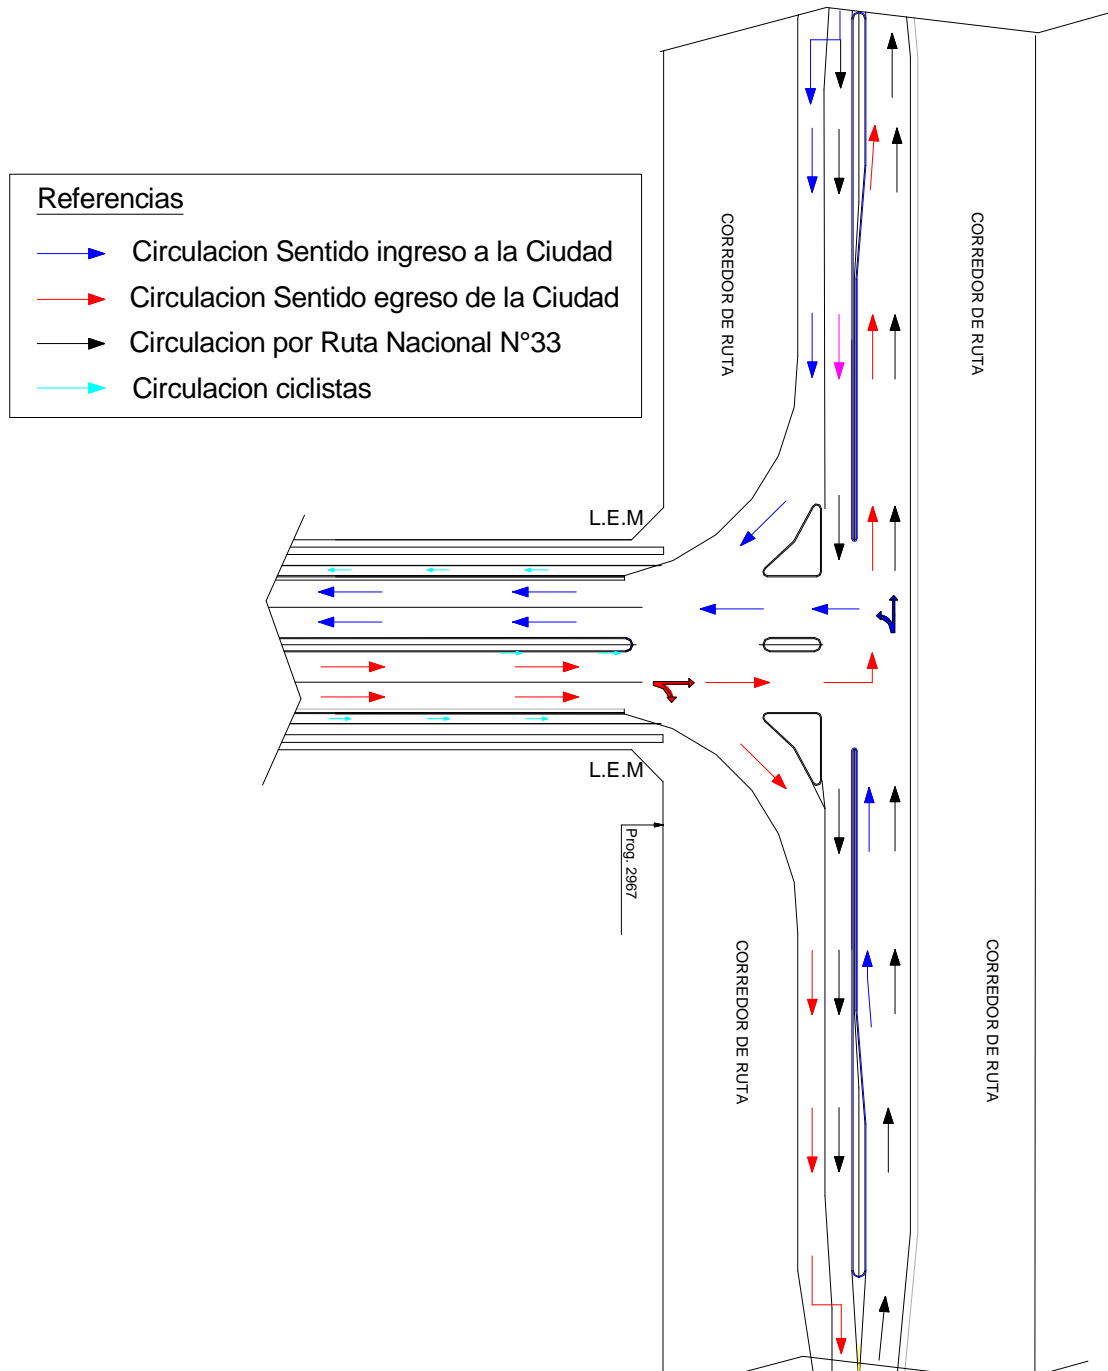 Referencias
Circulacion Sentido ingreso a la Ciudad
Circulacion Sentido egreso de la Ciudad
Circulacion por Ruta Nacional N°33
Circulacion ciclistas
CORREDOR DE RUTA
CORREDOR DE RUTA
L.E.M
L.E.M
Prog. 2967
CORREDOR DE RUTA
CORREDOR DE RUTA